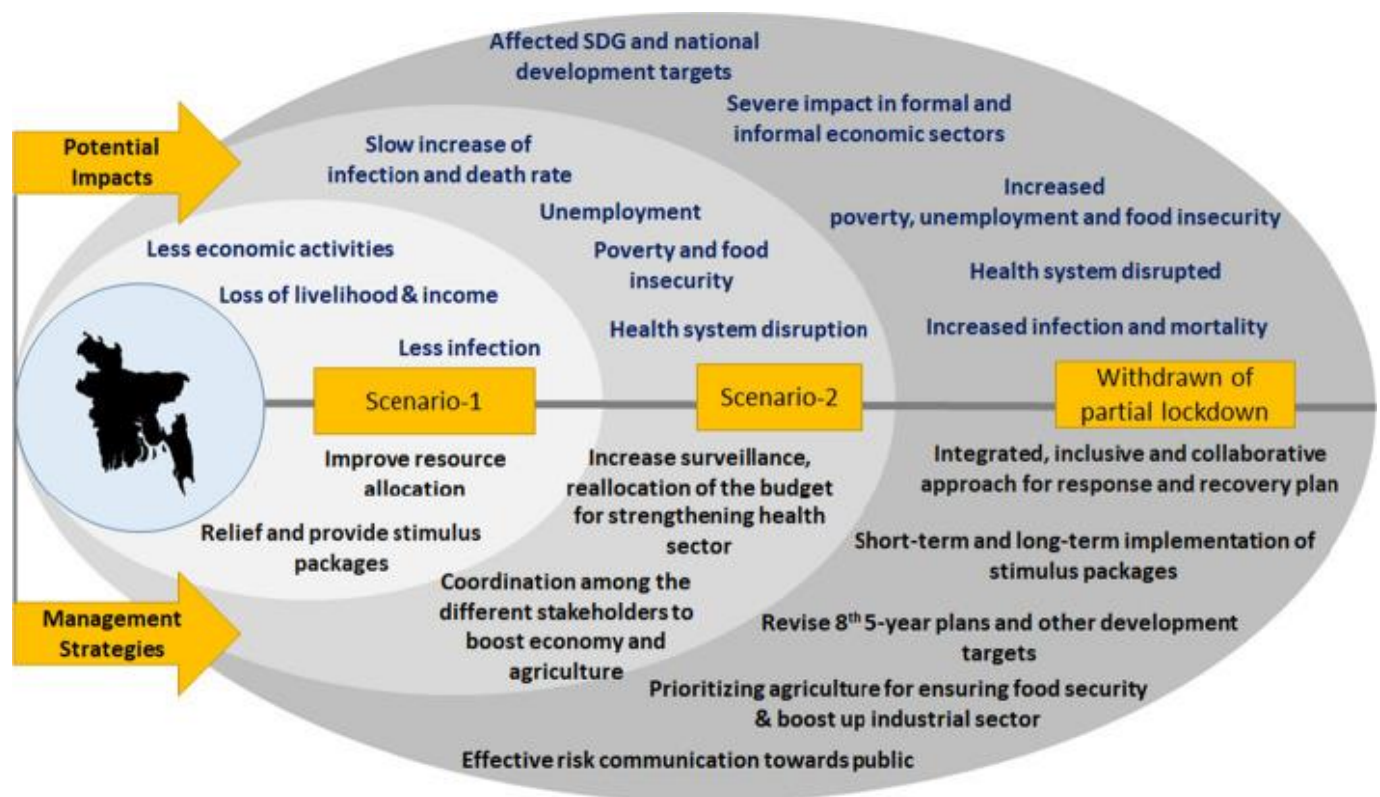 Affected SDG and national
development targets
Severe impact in formal and
informal economic sectors
Potential
Impacts
Slow increase of
infection and death rate
Increased
poverty, unemployment and food insecurity
Unemployment
Less economic activities
Poverty and food
insecurity
Health system disrupted
Loss of livelihood & income
Health system disruption
Increased infection and mortality
Less infection
Scenario-1
Scenario-2
Withdrawn of
partial lockdown
Improve resource
allocation
Increase surveillance,
reallocation of the budget
for strengthening health
sector
Integrated, inclusive and collaborative
approach for response and recovery plan
Relief and provide stimulus
packages
Short-term and long-term implementation of
stimulus packages
Coordination among the
different stakeholders to
boost economy and
agriculture
Management
Strategies
Revise 8th 5-year plans and other development
targets
Prioritizing agriculture for ensuring food security
& boost up industrial sector
Effective risk communication towards public